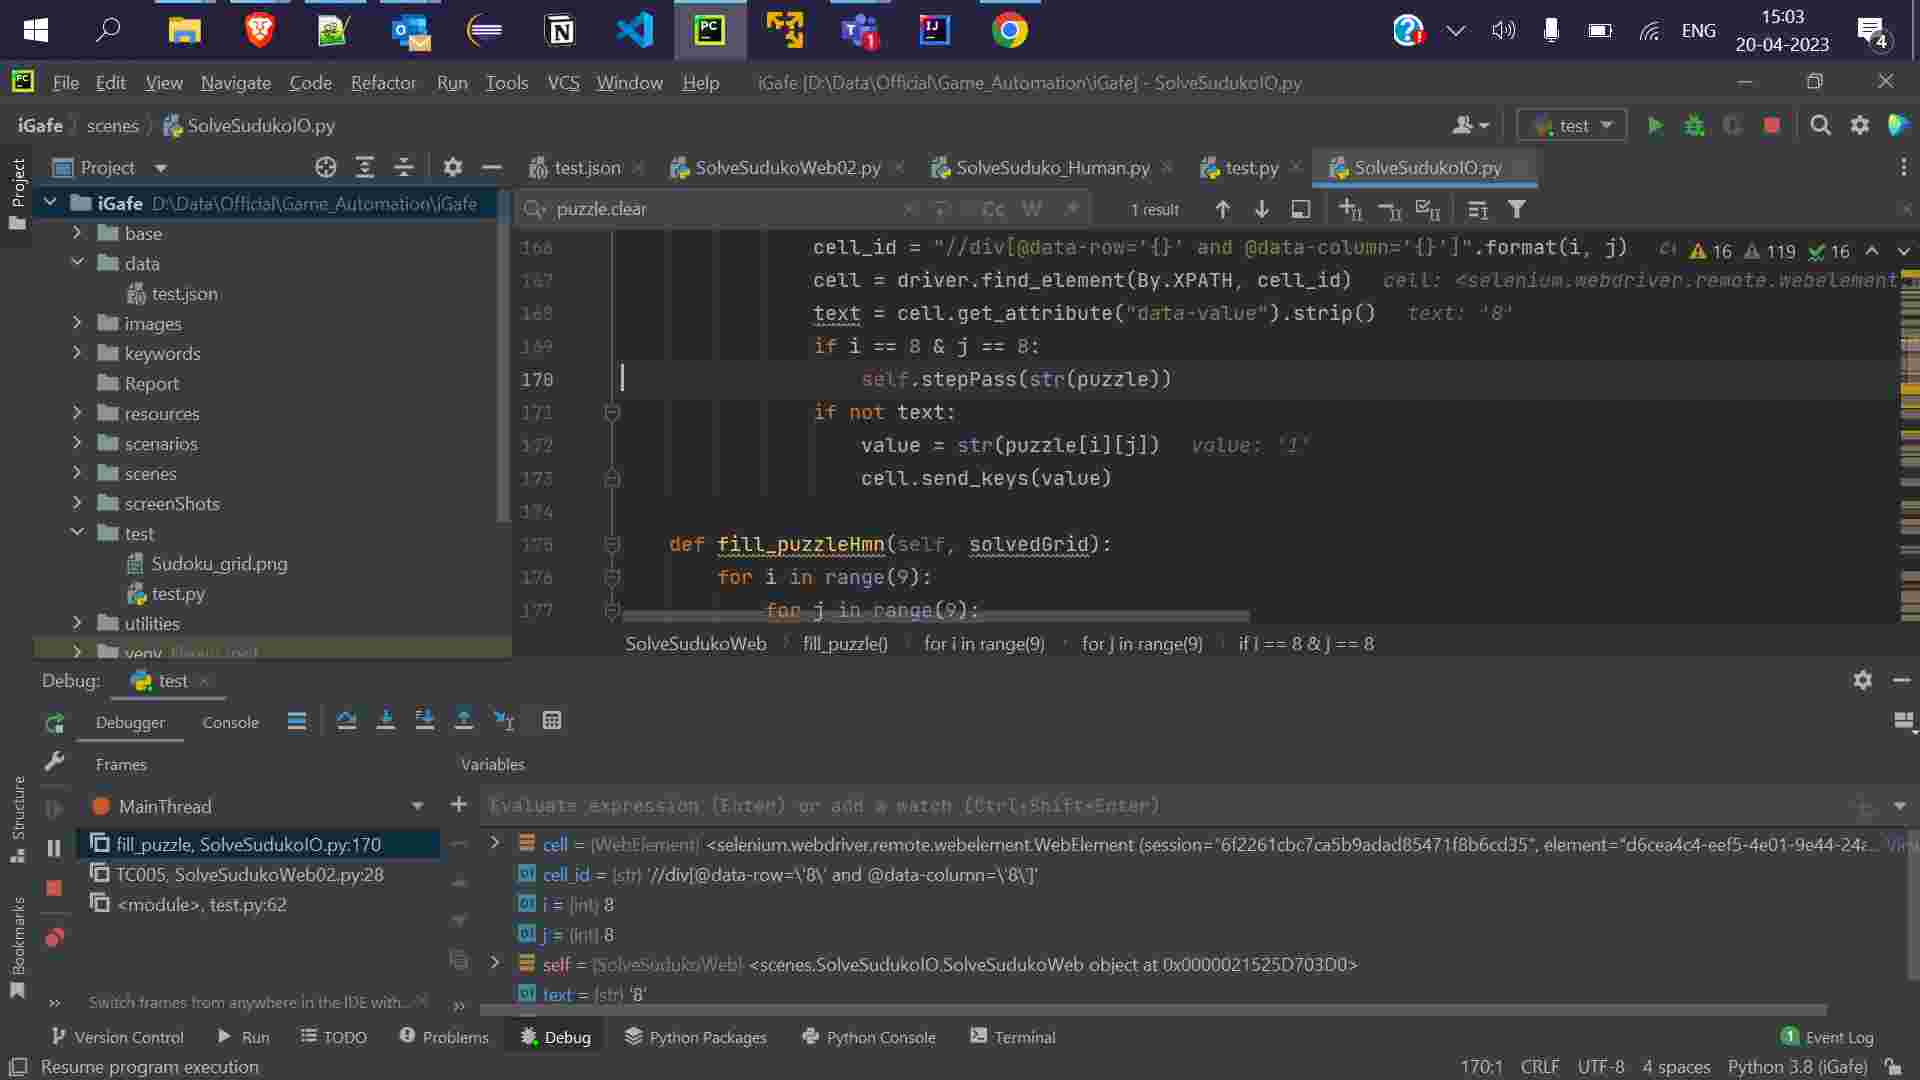 ENG
15:03
20-04-2023
4
File Edit View Navigate Code Refactor Run Tools VCS Window Help iGafe [D:\Data\Official\Game_Automation\iGafe] - SolveSudukoIO.py
iGafe scenes SolveSudukoIO.py
test
Project
test.json SolveSudukoWeb02.py SolveSuduko_Human.py test.py SolveSudukoIO.py
Project
iGafe D:\Data\Official\Game_Automation\iGafe
puzzle.clear Cc W .* 1 result
base
data
test.json
images
keywords
Report
resources
scenarios
scenes
screenShots
test
Sudoku_grid.png
test.py
utilities
venv
166 cell_id = "//div[@data-row='{}' and @data-column='{}']".format(i, j) 16 119 16
167 cell = driver.find_element(By.XPATH, cell_id) cell: <selenium.webdriver.remote.webelement
168 text = cell.get_attribute("data-value").strip() text: '8'
169 if i == 8 & j == 8:
170 self.stepPass(str(puzzle))
171 if not text:
172 value = str(puzzle[i][j]) value: '1'
173 cell.send_keys(value)
174
175 def fill_puzzleHmn(self, solvedGrid):
176 for i in range(9):
177 for j in range(9):
SolveSudukoWeb fill_puzzle() for i in range(9) for j in range(9) if i == 8 & j == 8
Debug: test
Debugger Console
Frames
Variables
MainThread
Evaluate expression (Enter) or add a watch (Ctrl+Shift+Enter)
fill_puzzle, SolveSudukoIO.py:170
TC005, SolveSudukoWeb02.py:28
<module>, test.py:62
cell = {WebElement} <selenium.webdriver.remote.webelement.WebElement (session="6f2261cbc7ca5b9adad85471f8b6cd35", element="d6cea4c4-eef5-4e01-9e44-24a...
cell_id = {str} '//div[@data-row=\'8\' and @data-column=\'8\']'
i = {int} 8
j = {int} 8
self = {SolveSudukoWeb} <scenes.SolveSudukoIO.SolveSudukoWeb object at 0x0000021525D703D0>
text = {str} '8'
Structure
Bookmarks
Switch frames from anywhere in the IDE with...
Version Control Run TODO Problems Debug Python Packages Python Console Terminal 1 Event Log
Resume program execution 170:1 CRLF UTF-8 4 spaces Python 3.8 (iGafe)